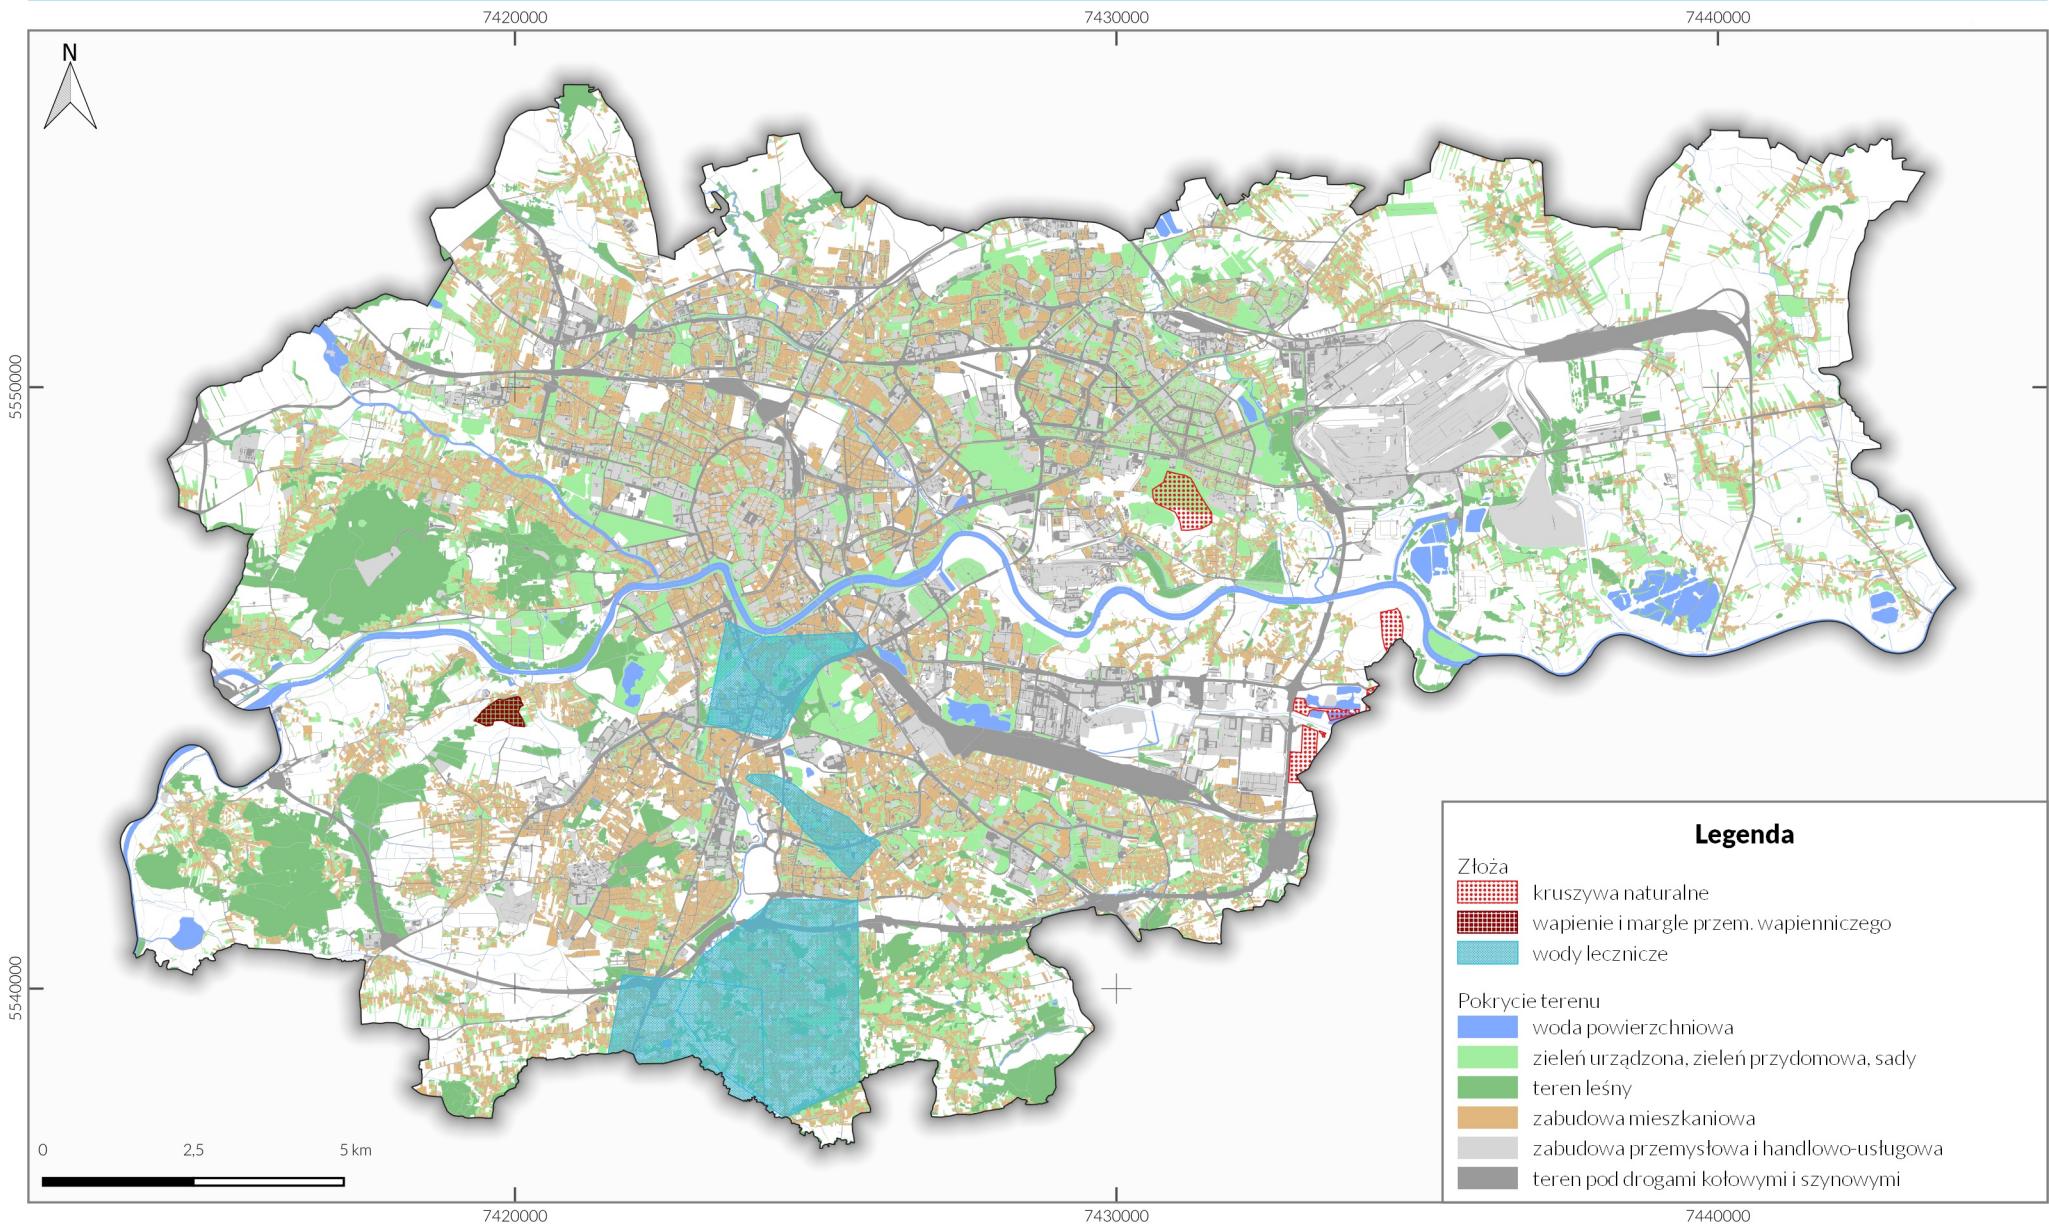 7420000 7430000 7440000
N
5550000
5540000
Legenda
Złoża
kruszywa naturalne
wapienie i margle przem. wapienniczego
wody lecznicze
Pokrycie terenu
woda powierzchniowa
zieleń urządzona, zieleń przydomowa, sady
teren leśny
zabudowa mieszkaniowa
zabudowa przemysłowa i handlowo-usługowa
teren pod drogami kołowymi i szynowymi
0 2,5 5 km
7420000 7430000 7440000